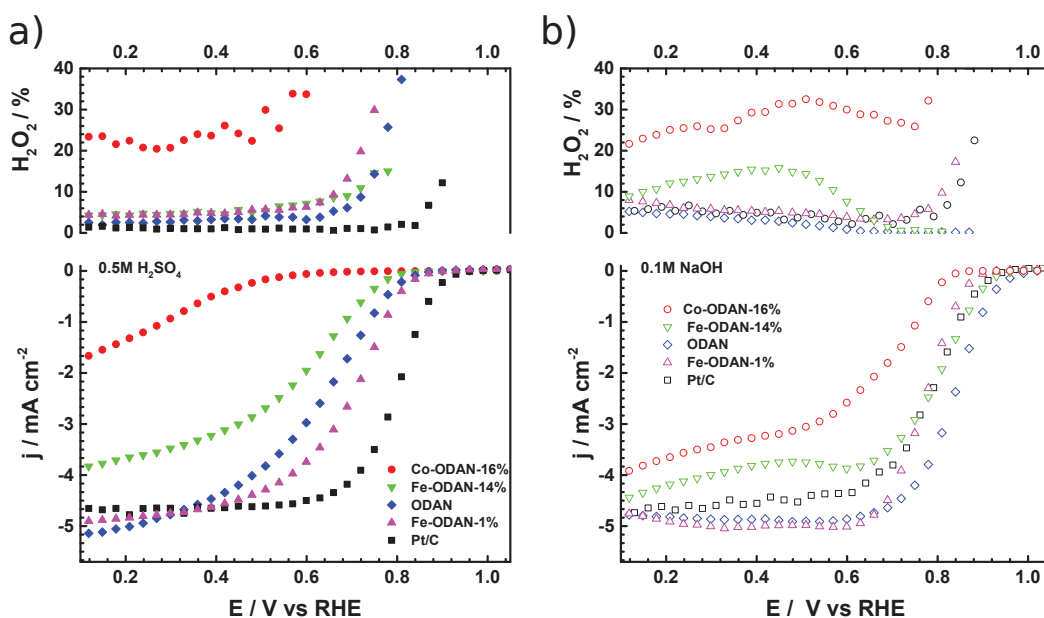 a)
0.2 0.4 0.6 0.8 1.0
40
30
20
10
0
H₂O₂ / %
0.5M H₂SO₄
0
-1
-2
-3
-4
-5
j / mA cm⁻²
Co-ODAN-16%
Fe-ODAN-14%
ODAN
Fe-ODAN-1%
Pt/C
0.2 0.4 0.6 0.8 1.0
E / V vs RHE
b)
0.2 0.4 0.6 0.8 1.0
40
30
20
10
0
H₂O₂ / %
0.1M NaOH
0
-1
-2
-3
-4
-5
j / mA cm⁻²
Co-ODAN-16%
Fe-ODAN-14%
ODAN
Fe-ODAN-1%
Pt/C
0.2 0.4 0.6 0.8 1.0
E / V vs RHE